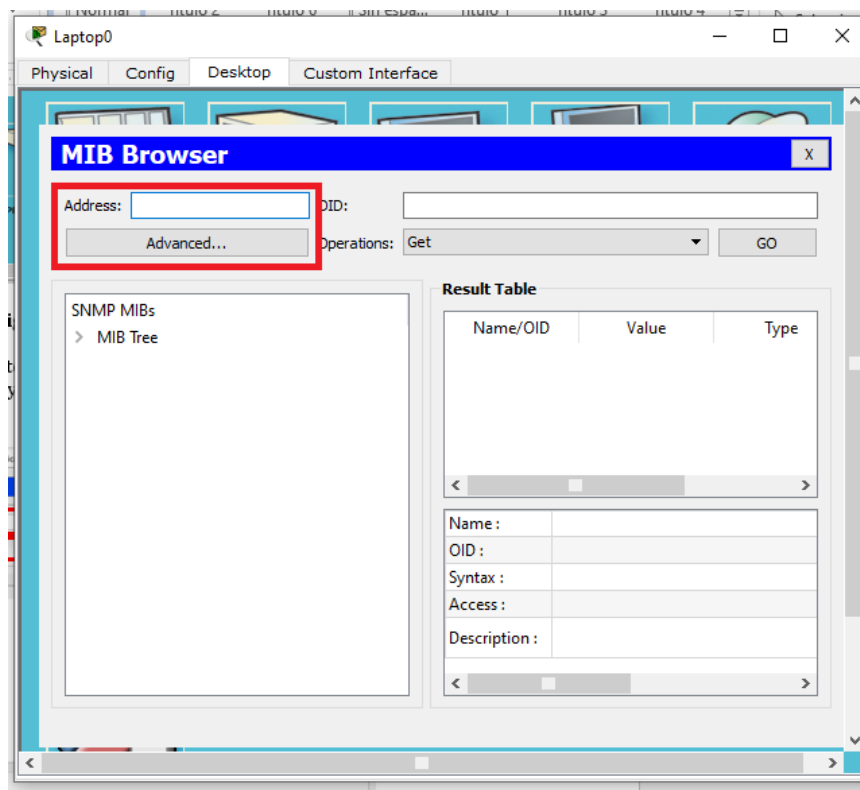 Laptop0
Physical Config Desktop Custom Interface
MIB Browser X
Address: OID:
Advanced... Operations: Get GO
SNMP MIBs
MIB Tree
Result Table
Name/OID Value Type
Name :
OID :
Syntax :
Access :
Description :